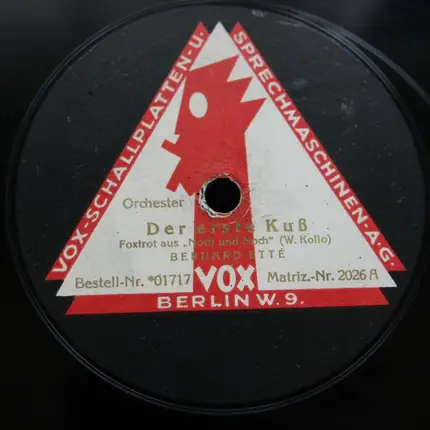 VOX-SCHALLPLATTEN-U.
SPRECHMASCHINEN-A.G.
Orchester
Der erste Kuß
Foxtrot aus „Noch und Noch" (W. Kollo)
BERNARD ETTÉ
Bestell-Nr. *01717
VOX
Matriz.-Nr. 2026 A
BERLIN W. 9.